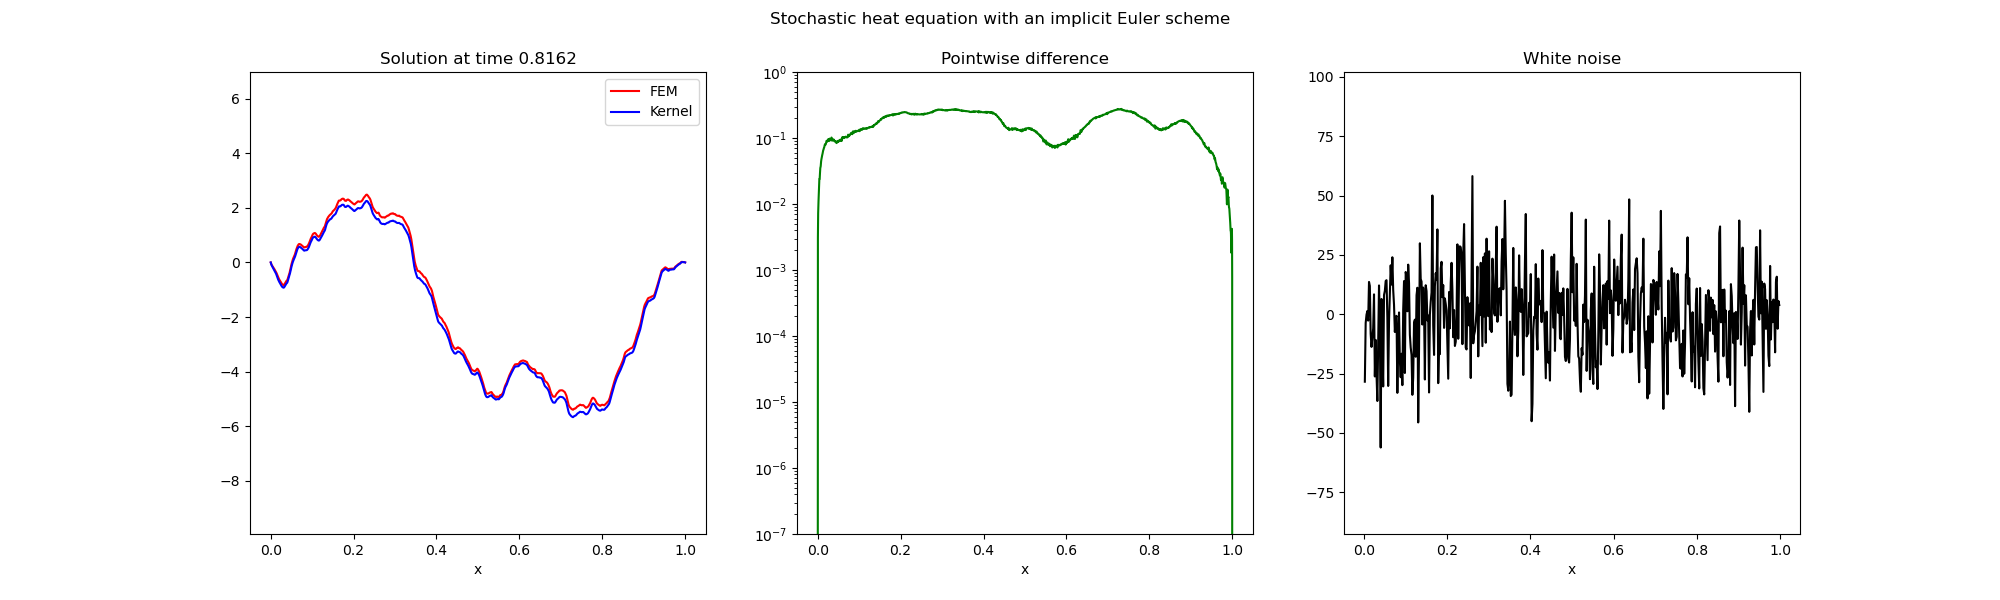 Stochastic heat equation with an implicit Euler scheme
Solution at time 0.8162
FEM
Kernel
6
4
2
0
−2
−4
−6
−8
0.0 0.2 0.4 0.6 0.8 1.0
x
Pointwise difference
10⁰
10⁻¹
10⁻²
10⁻³
10⁻⁴
10⁻⁵
10⁻⁶
10⁻⁷
0.0 0.2 0.4 0.6 0.8 1.0
x
White noise
100
75
50
25
0
−25
−50
−75
0.0 0.2 0.4 0.6 0.8 1.0
x